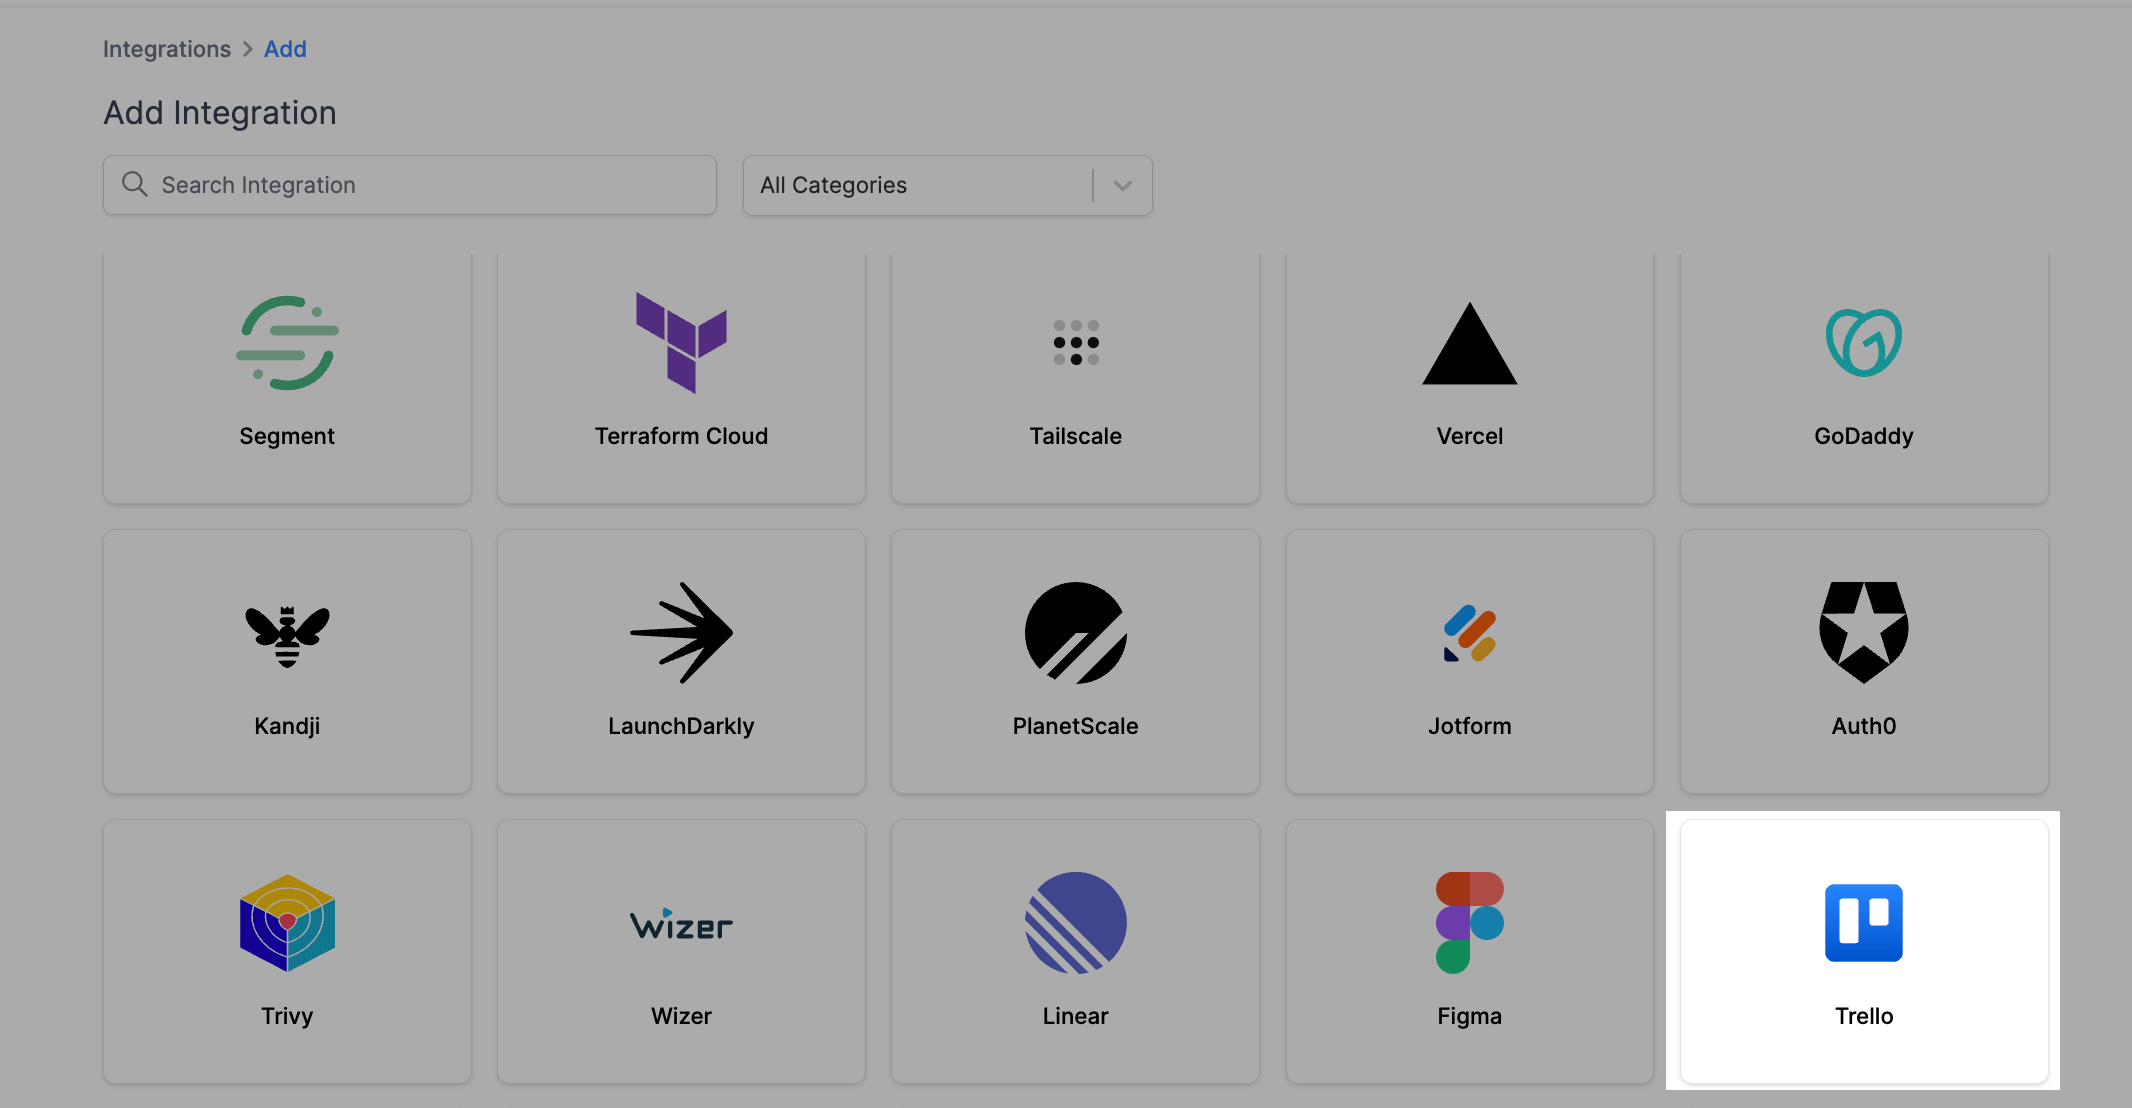 Integrations > Add
Add Integration
Search Integration
All Categories
Segment
Terraform Cloud
Tailscale
Vercel
GoDaddy
Kandji
LaunchDarkly
PlanetScale
Jotform
Auth0
wizer
Trivy
Wizer
Linear
Figma
Trello